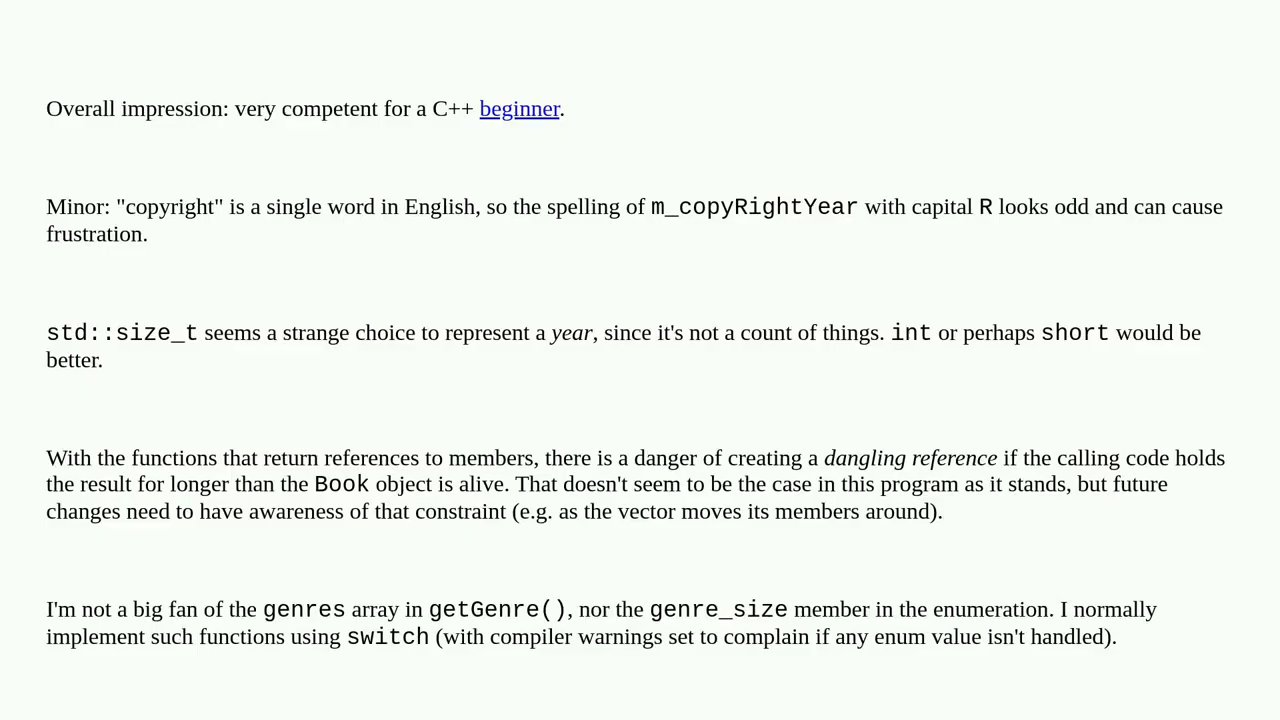 Overall impression: very competent for a C++ beginner.
Minor: "copyright" is a single word in English, so the spelling of m_copyRightYear with capital R looks odd and can cause
frustration.
std::size_t seems a strange choice to represent a year, since it's not a count of things. int or perhaps short would be
better.
With the functions that return references to members, there is a danger of creating a dangling reference if the calling code holds
the result for longer than the Book object is alive. That doesn't seem to be the case in this program as it stands, but future
changes need to have awareness of that constraint (e.g. as the vector moves its members around).
I'm not a big fan of the genres array in getGenre(), nor the genre_size member in the enumeration. I normally
implement such functions using switch (with compiler warnings set to complain if any enum value isn't handled).